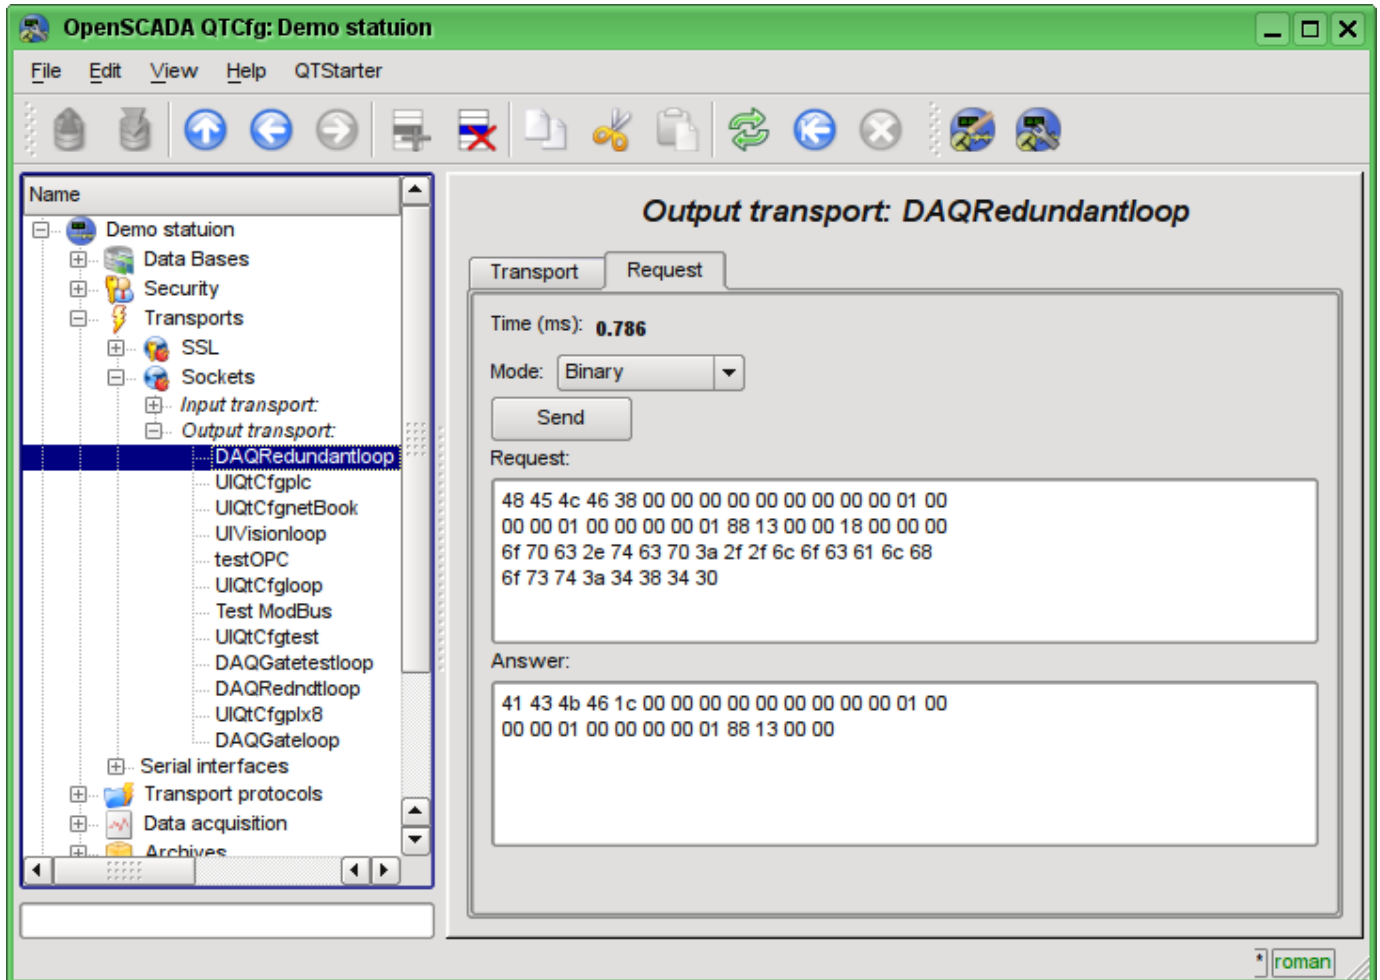 OpenSCADA QTCfg: Demo statuion
File Edit View Help QTStarter
Name
Demo statuion
Data Bases
Security
Transports
SSL
Sockets
Input transport:
Output transport:
DAQRedundantloop
UIQtCfgplc
UIQtCfgnetBook
UIVisionloop
testOPC
UIQtCfgloop
Test ModBus
UIQtCfgtest
DAQGatetestloop
DAQRedndtloop
UIQtCfgplx8
DAQGateloop
Serial interfaces
Transport protocols
Data acquisition
Archives
Output transport: DAQRedundantloop
Transport Request
Time (ms): 0.786
Mode: Binary
Send
Request:
48 45 4c 46 38 00 00 00 00 00 00 00 00 00 01 00
00 00 01 00 00 00 00 01 88 13 00 00 18 00 00 00
6f 70 63 2e 74 63 70 3a 2f 2f 6c 6f 63 61 6c 68
6f 73 74 3a 34 38 34 30
Answer:
41 43 4b 46 1c 00 00 00 00 00 00 00 00 00 01 00
00 00 01 00 00 00 00 01 88 13 00 00
* roman